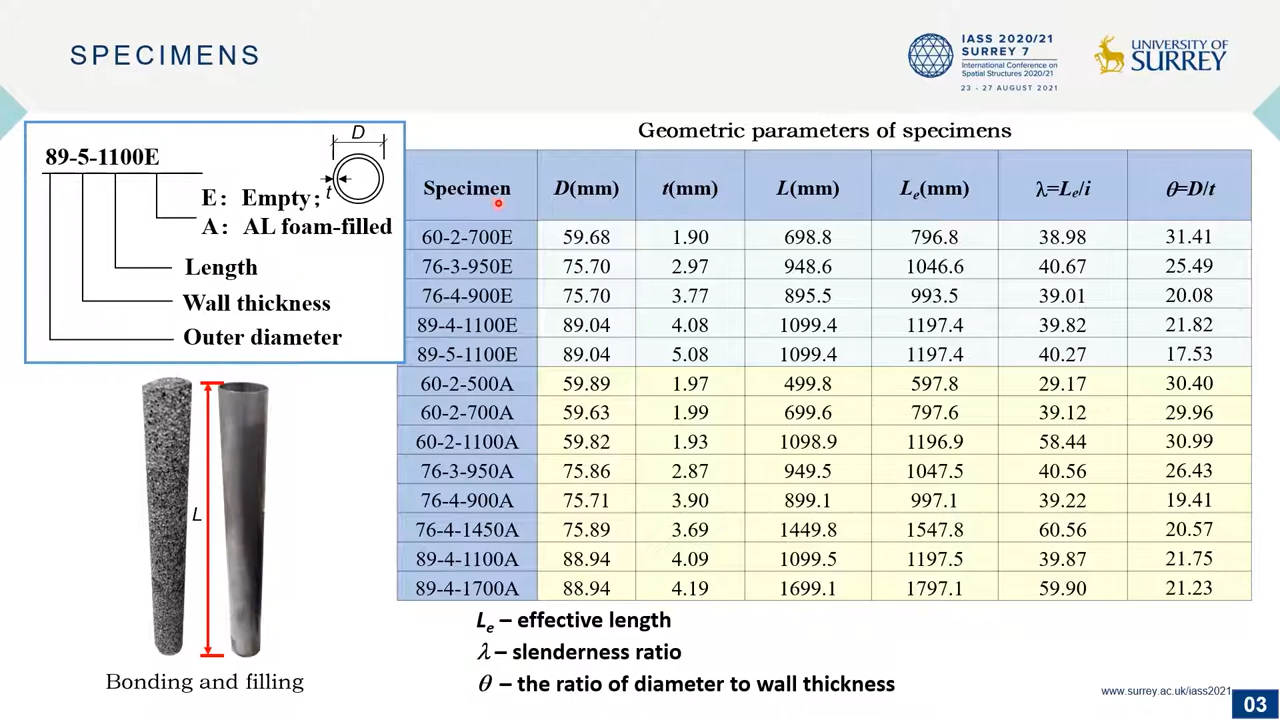 SPECIMENS
IASS 2020/21
SURREY 7
International Conference on
Spatial Structures 2020/21
23 - 27 AUGUST 2021
UNIVERSITY OF
SURREY
89-5-1100E
D
t
E: Empty;
A: AL foam-filled
Length
Wall thickness
Outer diameter
L
Bonding and filling
Geometric parameters of specimens
Specimen D(mm) t(mm) L(mm) Le(mm) λ=Le/i θ=D/t
60-2-700E 59.68 1.90 698.8 796.8 38.98 31.41
76-3-950E 75.70 2.97 948.6 1046.6 40.67 25.49
76-4-900E 75.70 3.77 895.5 993.5 39.01 20.08
89-4-1100E 89.04 4.08 1099.4 1197.4 39.82 21.82
89-5-1100E 89.04 5.08 1099.4 1197.4 40.27 17.53
60-2-500A 59.89 1.97 499.8 597.8 29.17 30.40
60-2-700A 59.63 1.99 699.6 797.6 39.12 29.96
60-2-1100A 59.82 1.93 1098.9 1196.9 58.44 30.99
76-3-950A 75.86 2.87 949.5 1047.5 40.56 26.43
76-4-900A 75.71 3.90 899.1 997.1 39.22 19.41
76-4-1450A 75.89 3.69 1449.8 1547.8 60.56 20.57
89-4-1100A 88.94 4.09 1099.5 1197.5 39.87 21.75
89-4-1700A 88.94 4.19 1699.1 1797.1 59.90 21.23
Le – effective length
λ – slenderness ratio
θ – the ratio of diameter to wall thickness
www.surrey.ac.uk/iass2021
03